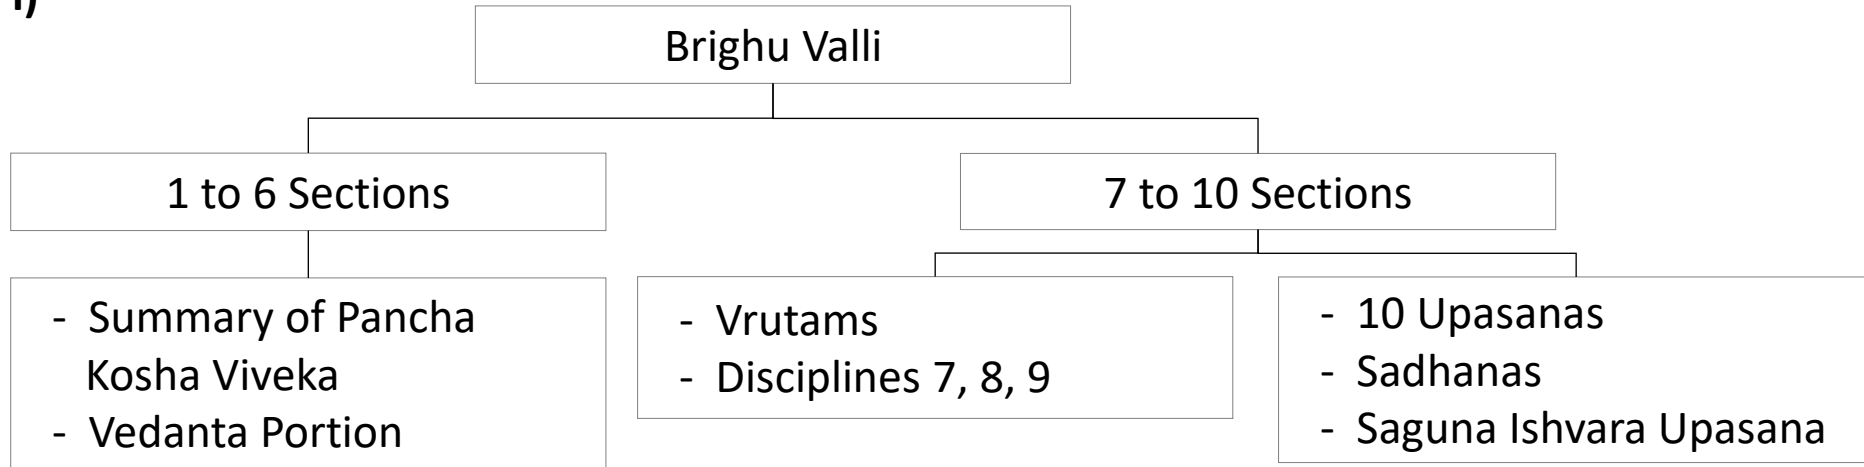 i)
Brighu Valli
1 to 6 Sections
7 to 10 Sections
- Summary of Pancha
Kosha Viveka
- Vedanta Portion
- Vrutams
- Disciplines 7, 8, 9
- 10 Upasanas
- Sadhanas
- Saguna Ishvara Upasana